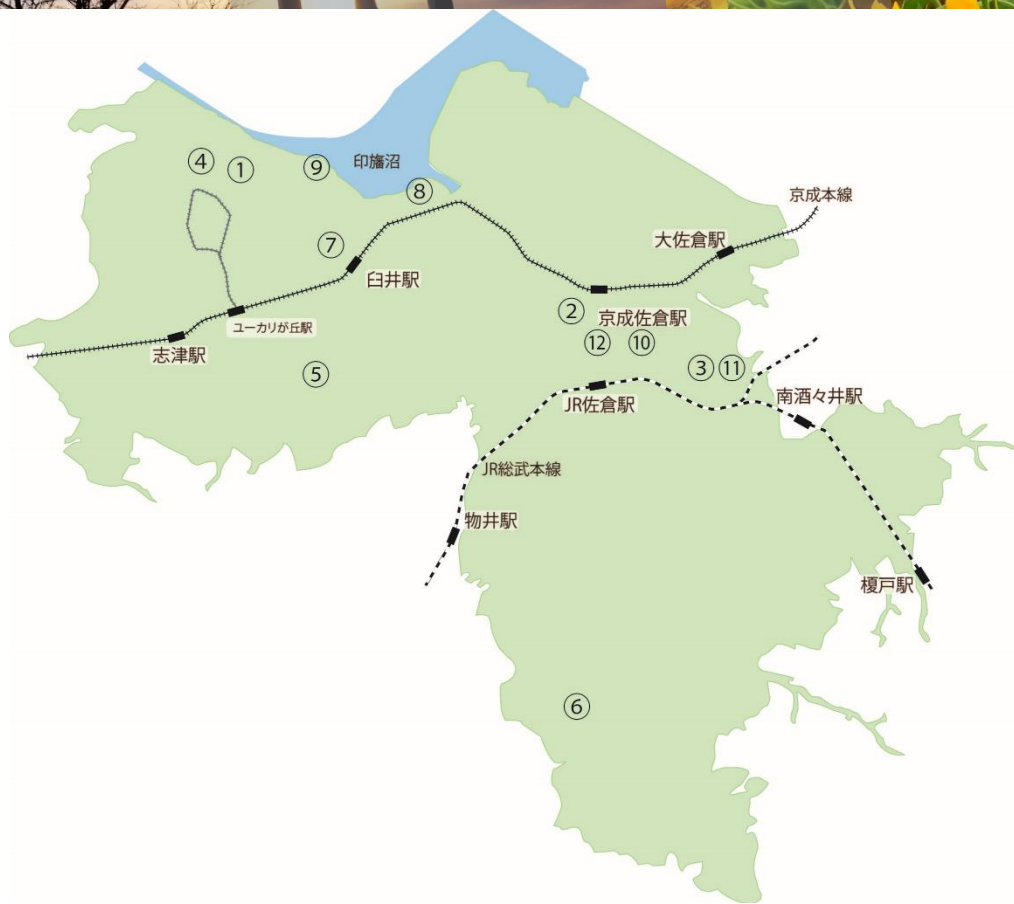 ④
①
⑨
印旛沼
⑧
京成本線
大佐倉駅
⑦
臼井駅
②
京成佐倉駅
ユーカリが丘駅
志津駅
⑫
⑩
⑤
③
⑪
JR佐倉駅
南酒々井駅
JR総武本線
物井駅
榎戸駅
⑥